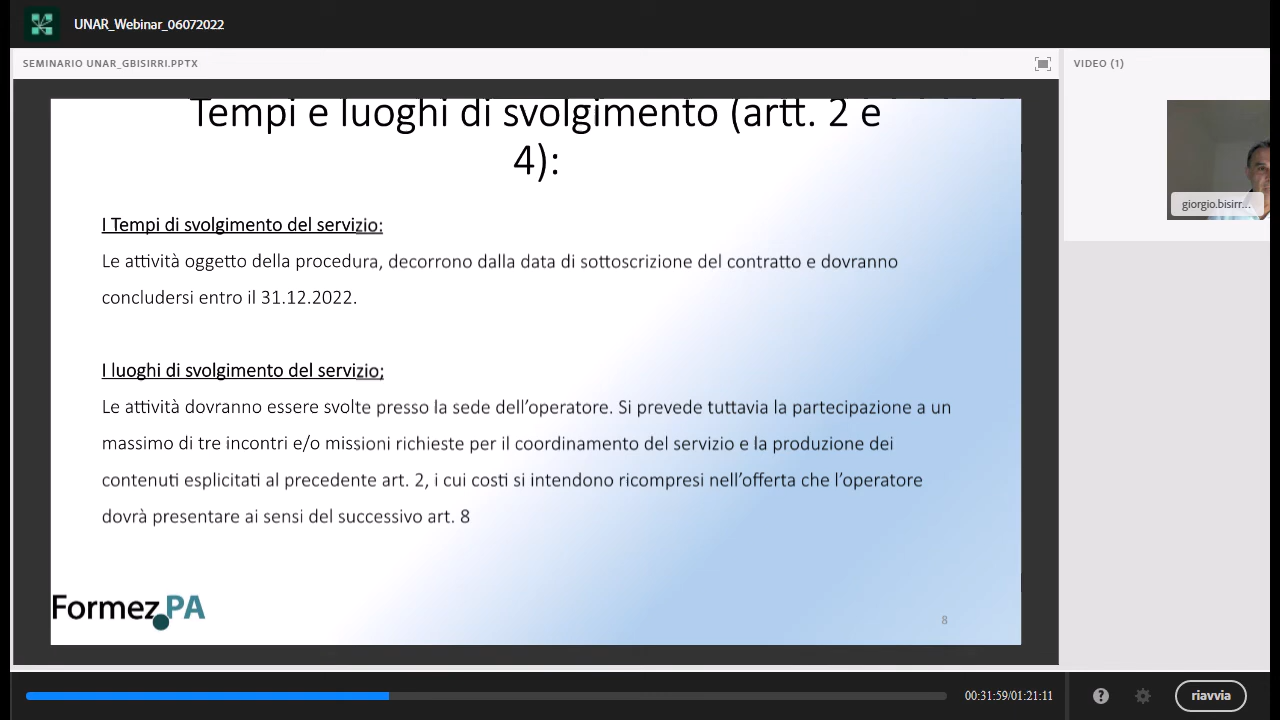 UNAR_Webinar_06072022
SEMINARIO UNAR_GBISIRRI.PPTX
VIDEO (1)
Tempi e luoghi di svolgimento (artt. 2 e
4):
giorgio.bisirr...
I Tempi di svolgimento del servizio:
Le attività oggetto della procedura, decorrono dalla data di sottoscrizione del contratto e dovranno
concludersi entro il 31.12.2022.
I luoghi di svolgimento del servizio;
Le attività dovranno essere svolte presso la sede dell’operatore. Si prevede tuttavia la partecipazione a un
massimo di tre incontri e/o missioni richieste per il coordinamento del servizio e la produzione dei
contenuti esplicitati al precedente art. 2, i cui costi si intendono ricompresi nell’offerta che l’operatore
dovrà presentare ai sensi del successivo art. 8
Formez.PA
8
00:31:59/01:21:11
riavvia